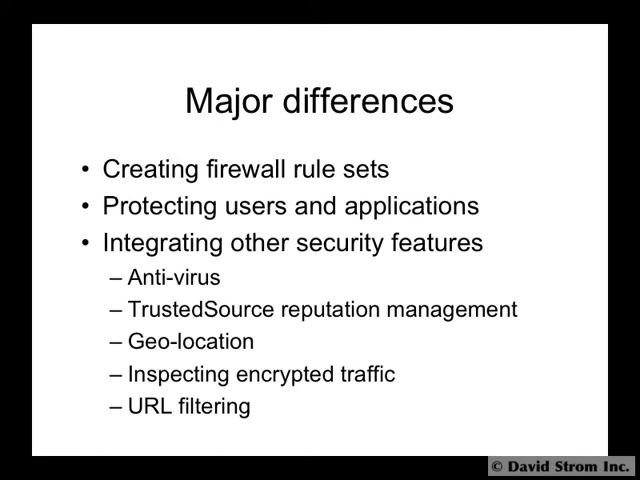 Major differences
• Creating firewall rule sets
• Protecting users and applications
• Integrating other security features
– Anti-virus
– TrustedSource reputation management
– Geo-location
– Inspecting encrypted traffic
– URL filtering
© David Strom Inc.